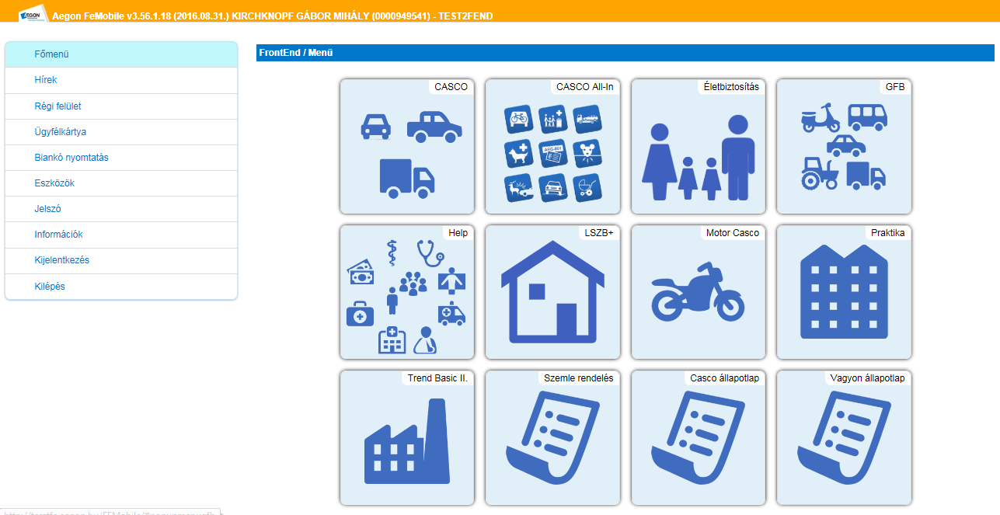 AEGON
Aegon FeMobile v3.56.1.18 (2016.08.31.) KIRCHKNOPF GÁBOR MIHÁLY (0000949541) - TEST2FEND
Főmenü
Hírek
Régi felület
Ügyfélkártya
Biankó nyomtatás
Eszközök
Jelszó
Információk
Kijelentkezés
Kilépés
FrontEnd / Menü
CASCO
CASCO All-In
Életbiztosítás
GFB
AEG-001
Help
LSZB+
Motor Casco
Praktika
Trend Basic II.
Szemle rendelés
Casco állapotlap
Vagyon állapotlap